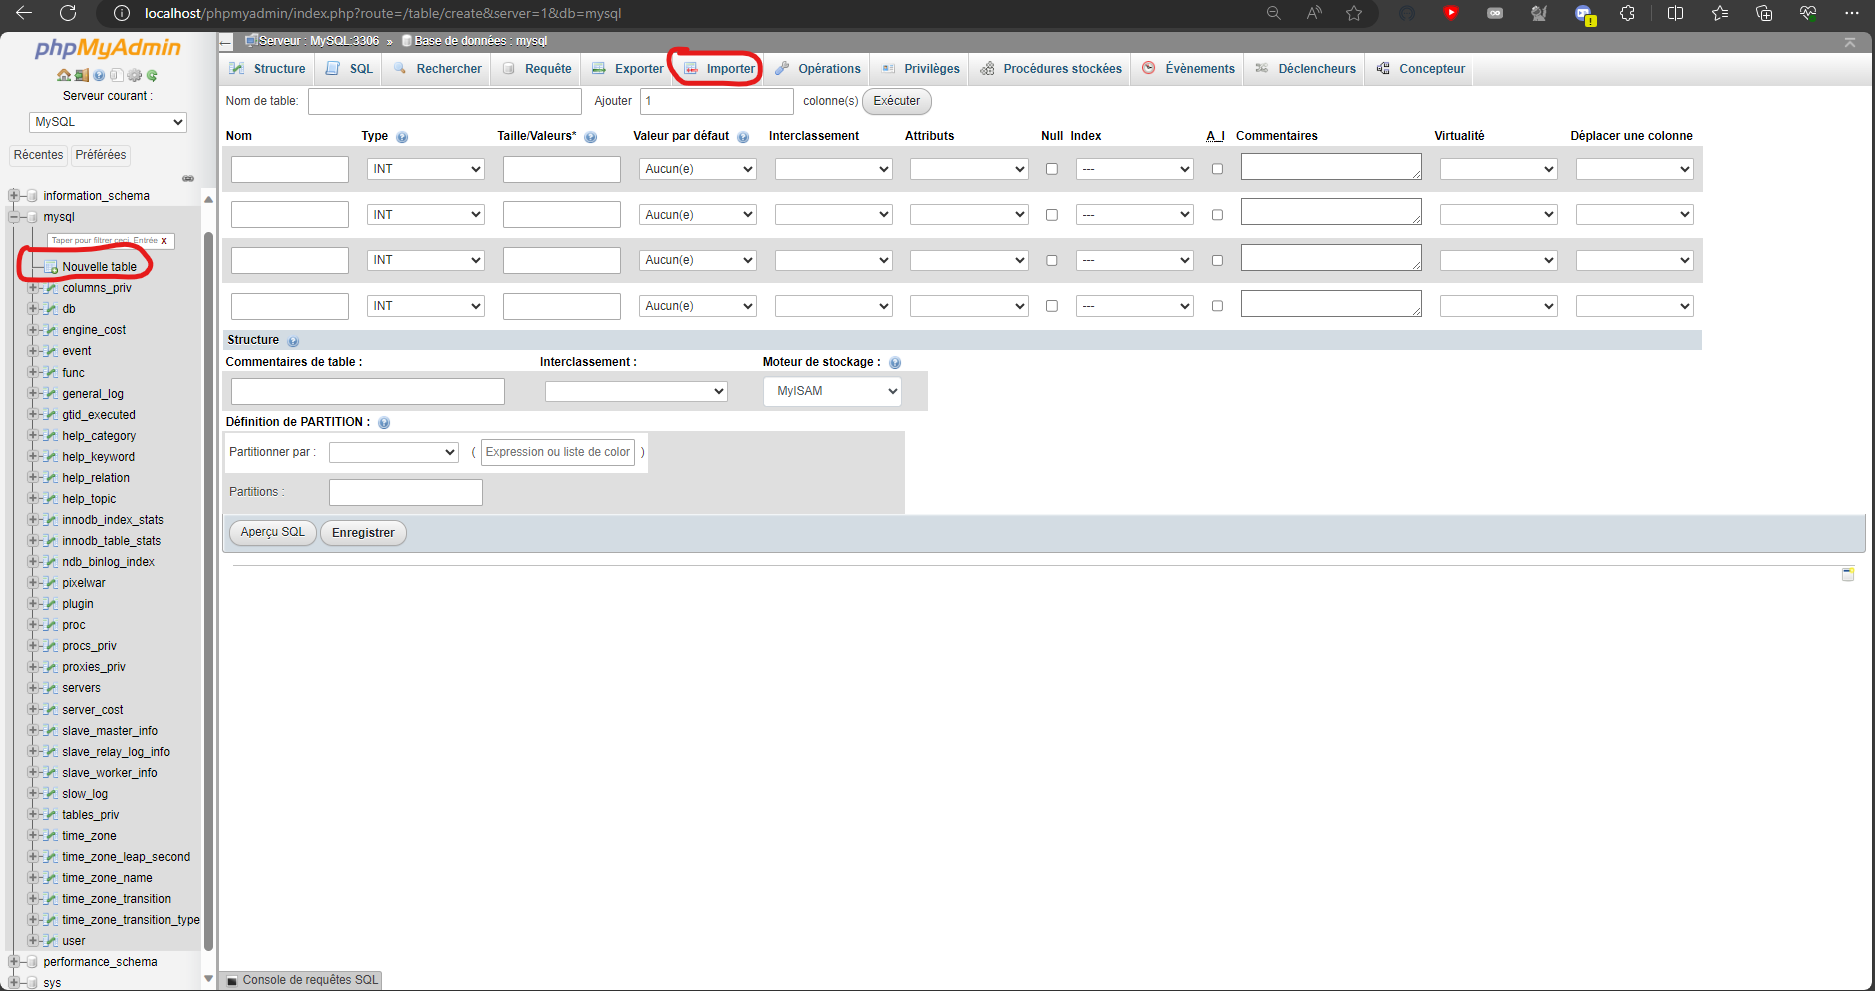 localhost/phpmyadmin/index.php?route=/table/create&server=1&db=mysql
phpMyAdmin
Serveur courant :
MySQL
Récentes Préférées
information_schema
mysql
Taper pour filtrer ceci, Entrée X
Nouvelle table
columns_priv
db
engine_cost
event
func
general_log
gtid_executed
help_category
help_keyword
help_relation
help_topic
innodb_index_stats
innodb_table_stats
ndb_binlog_index
pixelwar
plugin
proc
procs_priv
proxies_priv
servers
server_cost
slave_master_info
slave_relay_log_info
slave_worker_info
slow_log
tables_priv
time_zone
time_zone_leap_second
time_zone_name
time_zone_transition
time_zone_transition_type
user
performance_schema
sys
Serveur : MySQL:3306 » Base de données : mysql
Structure SQL Rechercher Requête Exporter Importer Opérations Privilèges Procédures stockées Évènements Déclencheurs Concepteur
Nom de table: Ajouter 1 colonne(s) Exécuter
Nom Type Taille/Valeurs* Valeur par défaut Interclassement Attributs Null Index A_I Commentaires Virtualité Déplacer une colonne
INT Aucun(e) ---
INT Aucun(e) ---
INT Aucun(e) ---
INT Aucun(e) ---
Structure
Commentaires de table : Interclassement : Moteur de stockage :
MyISAM
Définition de PARTITION :
Partitionner par : ( Expression ou liste de color )
Partitions :
Aperçu SQL Enregistrer
Console de requêtes SQL